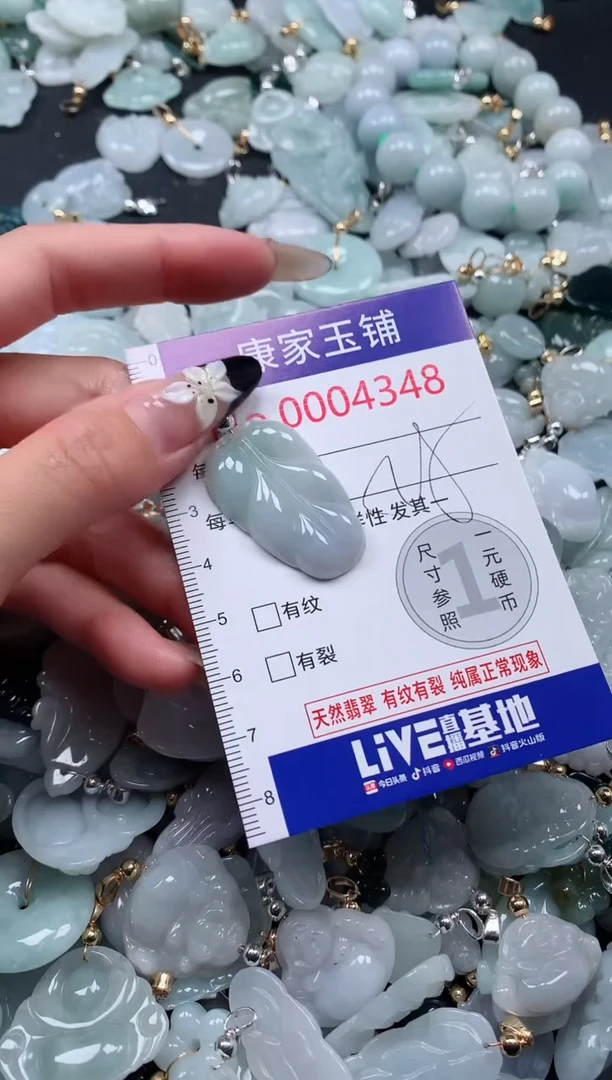 康家玉铺
0004348
性发其一
尺寸参照
1
一元硬币
0
3
4
5
6
7
8
有纹
有裂
天然翡翠 有纹有裂 纯属正常现象
LiVE直播基地
今日头条 抖音 西瓜视频 抖音火山版